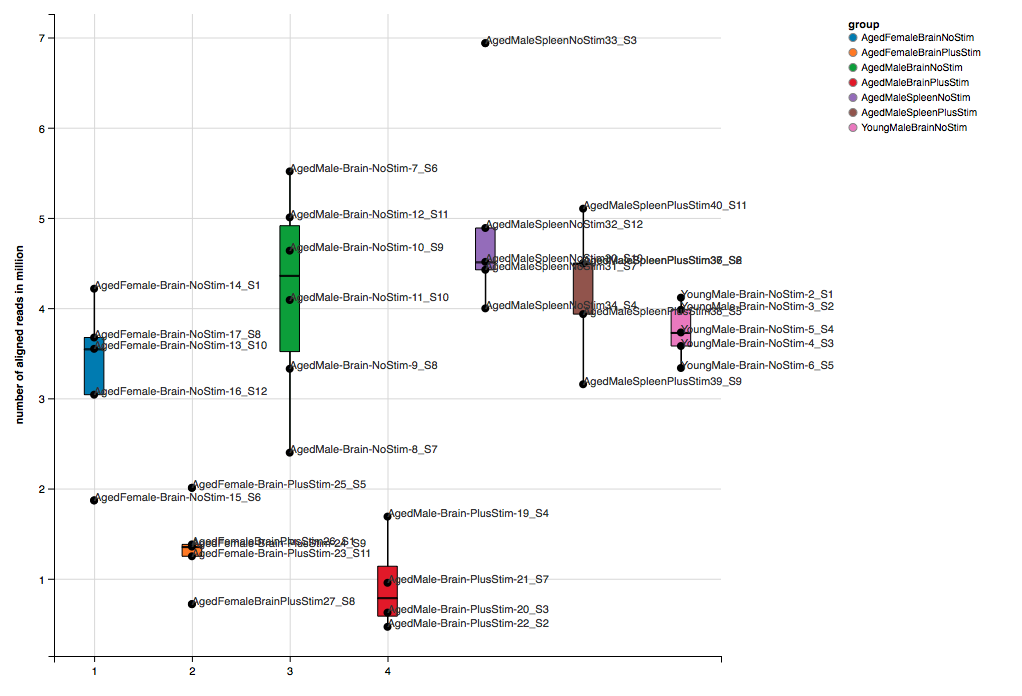 group
AgedFemaleBrainNoStim
AgedFemaleBrainPlusStim
AgedMaleBrainNoStim
AgedMaleBrainPlusStim
AgedMaleSpleenNoStim
AgedMaleSpleenPlusStim
YoungMaleBrainNoStim
number of aligned reads in million
7
6
5
4
3
2
1
1
2
3
4
AgedFemale-Brain-NoStim-14_S1
AgedFemale-Brain-NoStim-17_S8
AgedFemale-Brain-NoStim-13_S10
AgedFemale-Brain-NoStim-16_S12
AgedFemale-Brain-NoStim-15_S6
AgedFemale-Brain-PlusStim-25_S5
AgedFemale-Brain-PlusStim-23_S11
AgedFemaleBrainPlusStim27_S8
AgedMale-Brain-NoStim-7_S6
AgedMale-Brain-NoStim-12_S11
AgedMale-Brain-NoStim-10_S9
AgedMale-Brain-NoStim-11_S10
AgedMale-Brain-NoStim-9_S8
AgedMale-Brain-NoStim-8_S7
AgedMale-Brain-PlusStim-19_S4
AgedMale-Brain-PlusStim-21_S7
AgedMale-Brain-PlusStim-20_S3
AgedMale-Brain-PlusStim-22_S2
AgedMaleSpleenNoStim33_S3
AgedMaleSpleenNoStim32_S12
AgedMaleSpleenNoStim31_S7
AgedMaleSpleenNoStim34_S4
AgedMaleSpleenPlusStim40_S11
AgedMaleSpleenPlusStim38_S5
AgedMaleSpleenPlusStim39_S9
YoungMale-Brain-NoStim-2_S1
YoungMale-Brain-NoStim-3_S2
YoungMale-Brain-NoStim-5_S4
YoungMale-Brain-NoStim-4_S3
YoungMale-Brain-NoStim-6_S5